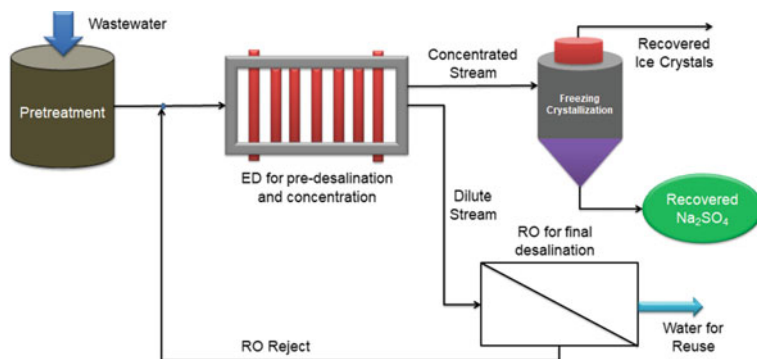 Wastewater
Pretreatment
ED for pre-desalination
and concentration
Concentrated
Stream
Freezing
Crystallization
Recovered
Ice Crystals
Recovered
Na₂SO₄
Dilute
Stream
RO for final
desalination
Water for
Reuse
RO Reject